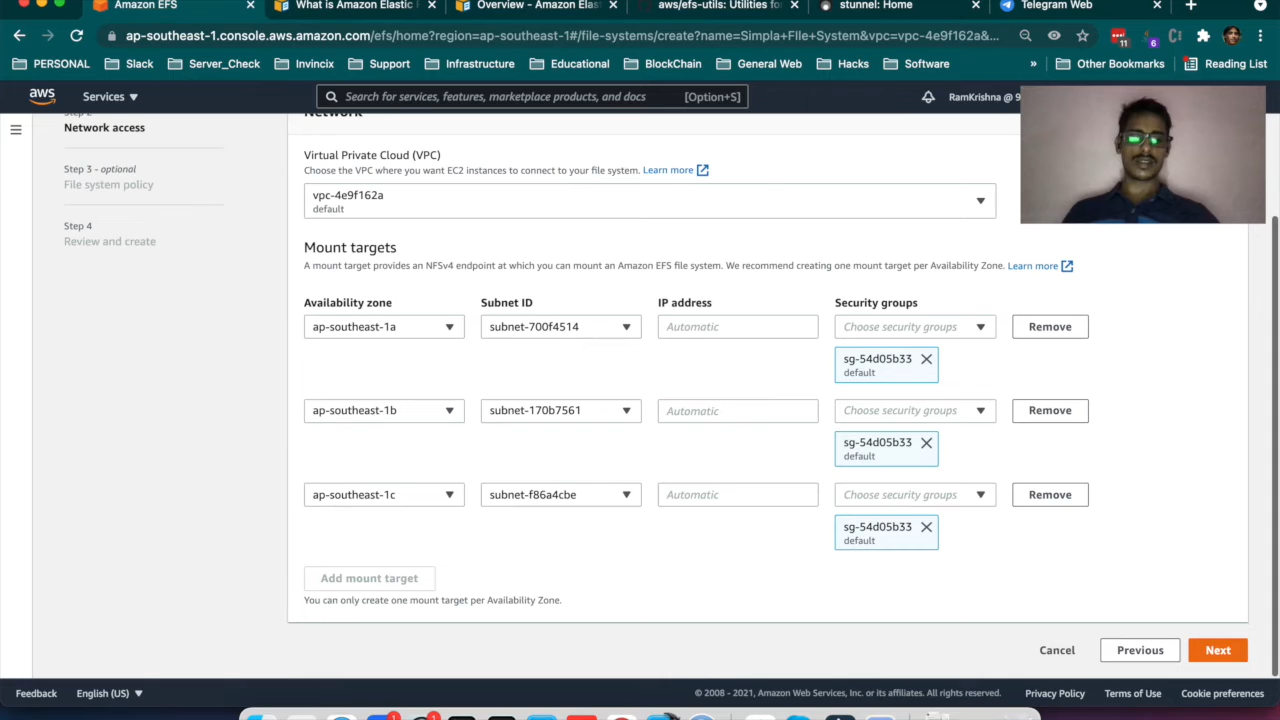 Amazon EFS
What is Amazon Elastic F
Overview - Amazon Elast
aws/efs-utils: Utilities for
stunnel: Home
Telegram Web
ap-southeast-1.console.aws.amazon.com/efs/home?region=ap-southeast-1#/file-systems/create?name=Simpla+FIle+System&vpc=vpc-4e9f162a&...
11
6
PERSONAL
Slack
Server_Check
Invincix
Support
Infrastructure
Educational
BlockChain
General Web
Hacks
Software
»
Other Bookmarks
Reading List
aws
Services
Search for services, features, marketplace products, and docs
[Option+S]
RamKrishna @ 9
Step 2
Network access
Step 3 - optional
File system policy
Step 4
Review and create
Network
Virtual Private Cloud (VPC)
Choose the VPC where you want EC2 instances to connect to your file system. Learn more
vpc-4e9f162a
default
Mount targets
A mount target provides an NFSv4 endpoint at which you can mount an Amazon EFS file system. We recommend creating one mount target per Availability Zone. Learn more
Availability zone
Subnet ID
IP address
Security groups
ap-southeast-1a
subnet-700f4514
Automatic
Choose security groups
Remove
sg-54d05b33
default
ap-southeast-1b
subnet-170b7561
Automatic
Choose security groups
Remove
sg-54d05b33
default
ap-southeast-1c
subnet-f86a4cbe
Automatic
Choose security groups
Remove
sg-54d05b33
default
Add mount target
You can only create one mount target per Availability Zone.
Cancel
Previous
Next
Feedback
English (US)
© 2008 - 2021, Amazon Web Services, Inc. or its affiliates. All rights reserved.
Privacy Policy
Terms of Use
Cookie preferences
1
1